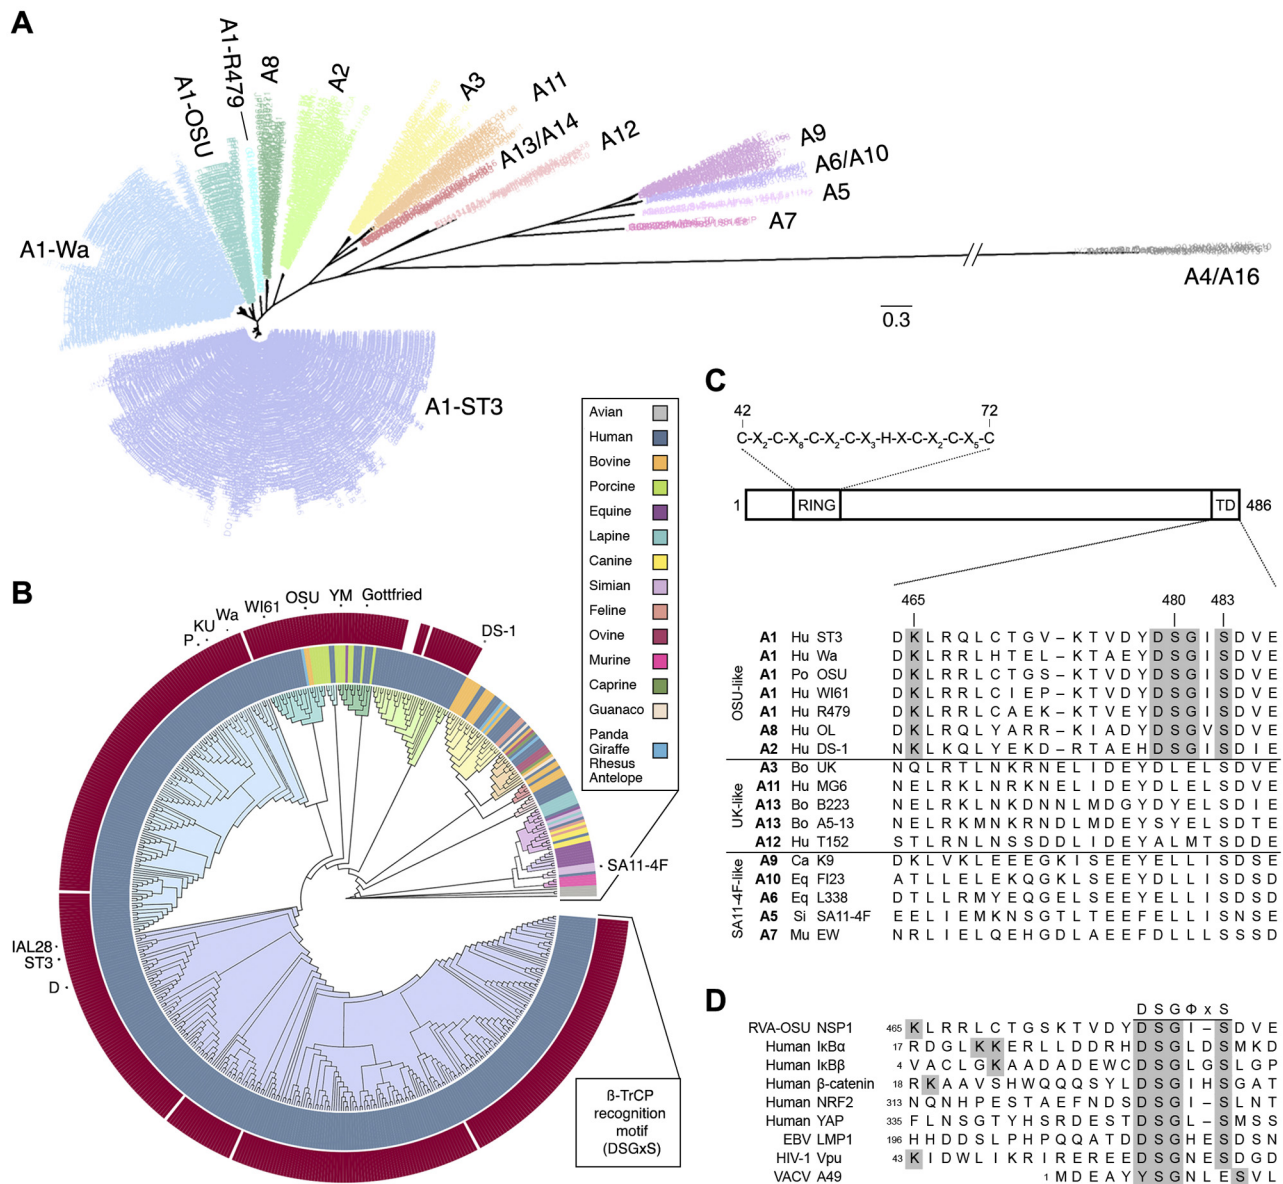 A
A1-Wa
A1-OSU
A1-R479
A8
A2
A3
A11
A13/A14
A12
A9
A6/A10
A5
A7
A4/A16
0.3
A1-ST3
B
P
KU
Wa
WI61
OSU
YM
Gottfried
DS-1
SA11-4F
IAL28
ST3
D
Avian
Human
Bovine
Porcine
Equine
Lapine
Canine
Simian
Feline
Ovine
Murine
Caprine
Guanaco
Panda
Giraffe
Rhesus
Antelope
ß-TrCP
recognition
motif
(DSGxS)
C
42 72
C-X2-C-X8-C-X2-C-X3-H-X-C-X2-C-X5-C
1 RING TD 486
465 480 483
OSU-like
A1 Hu ST3 D K L R Q L C T G V – K T V D Y D S G I S D V E
A1 Hu Wa D K L R R L H T E L – K T A E Y D S G I S D V E
A1 Po OSU D K L R R L C T G S – K T V D Y D S G I S D V E
A1 Hu WI61 D K L R R L C I E P – K T V D Y D S G I S D V E
A1 Hu R479 D K L R R L C A E K – K T V E Y D S G I S D V E
A8 Hu OL D K L R R L Y A R R – K I A D Y D S G V S D V E
A2 Hu DS-1 N K L K Q L Y E K D – R T A E H D S G I S D I E
UK-like
A3 Bo UK N Q L R T L N K R N E L I D E Y D L E L S D V E
A11 Hu MG6 N E L R K L N R K N E L I D E Y D L E L S D V E
A13 Bo B223 N E L R K L N K D N N L M D G Y D Y E L S D I E
A13 Bo A5-13 N E L R K M N K R N D L M D E Y S Y E L S D T E
A12 Hu T152 S T L R N L N S S D D L I D E Y A L M T S D D E
SA11-4F-like
A9 Ca K9 D K L V K L E E E G K I S E E Y E L L I S D S E
A10 Eq FI23 A T L L E L E K Q G K L S E E Y D L L I S D S D
A6 Eq L338 D T L L R M Y E Q G E L S E E Y E L L I S D S D
A5 Si SA11-4F E E L I E M K N S G T L T E E F E L L I S N S E
A7 Mu EW N R L I E L Q E H G D L A E E F D L L L S S S D
D
D S G Φ x S
RVA-OSU NSP1 465 K L R R L C T G S K T V D Y D S G I – S D V E
Human IκBα 17 R D G L K K E R L L D D R H D S G L D S M K D
Human IκBβ 4 V A C L G K A A D A D E W C D S G L G S L G P
Human β-catenin 18 R K A A V S H W Q Q Q S Y L D S G I H S G A T
Human NRF2 313 N Q N H P E S T A E F N D S D S G I – S L N T
Human YAP 335 F L N S G T Y H S R D E S T D S G L – S M S S
EBV LMP1 196 H H D D S L P H P Q Q A T D D S G H E S D S N
HIV-1 Vpu 43 K I D W L I K R I R E R E E D S G N E S D G D
VACV A49 1 M D E A Y Y S G N L E S V L